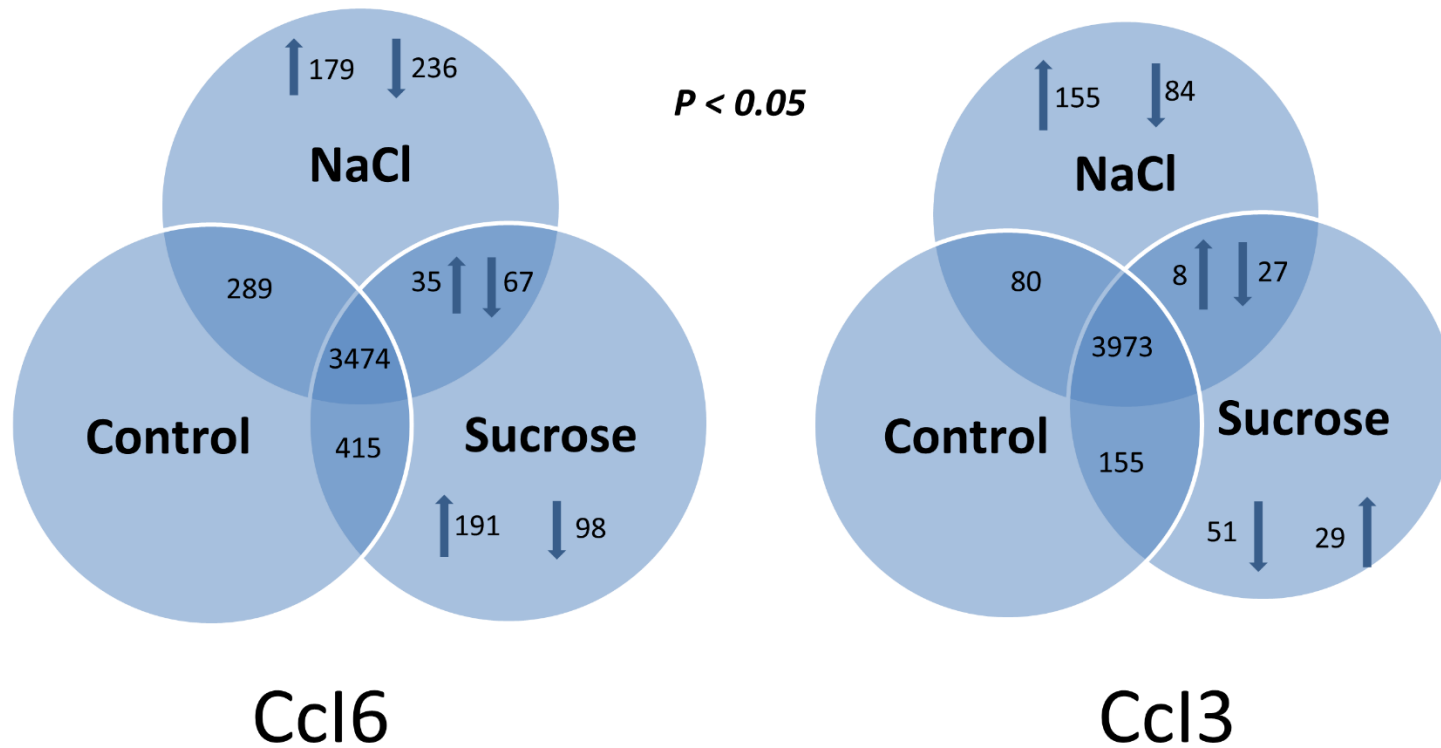 179 236
NaCl
289
35 67
3474
Control
Sucrose
415
191 98
Ccl6
P < 0.05
155 84
NaCl
80
8 27
3973
Control
Sucrose
155
51 29
Ccl3